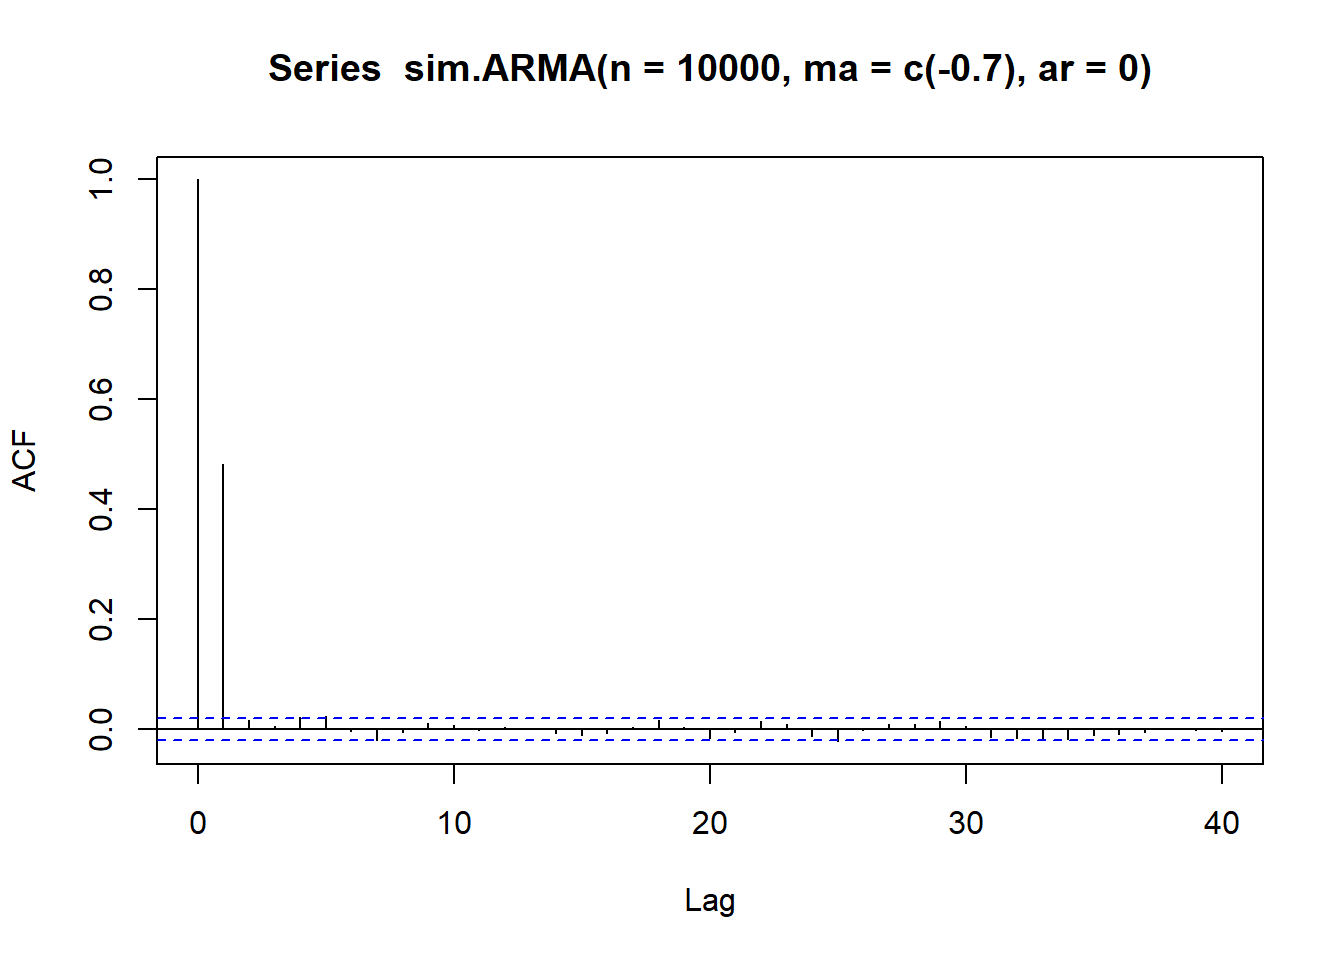 Series  sim.ARMA(n = 10000, ma = c(-0.7), ar = 0)
1.0
0.8
0.6
0.4
0.2
0.0
ACF
0 10 20 30 40
Lag